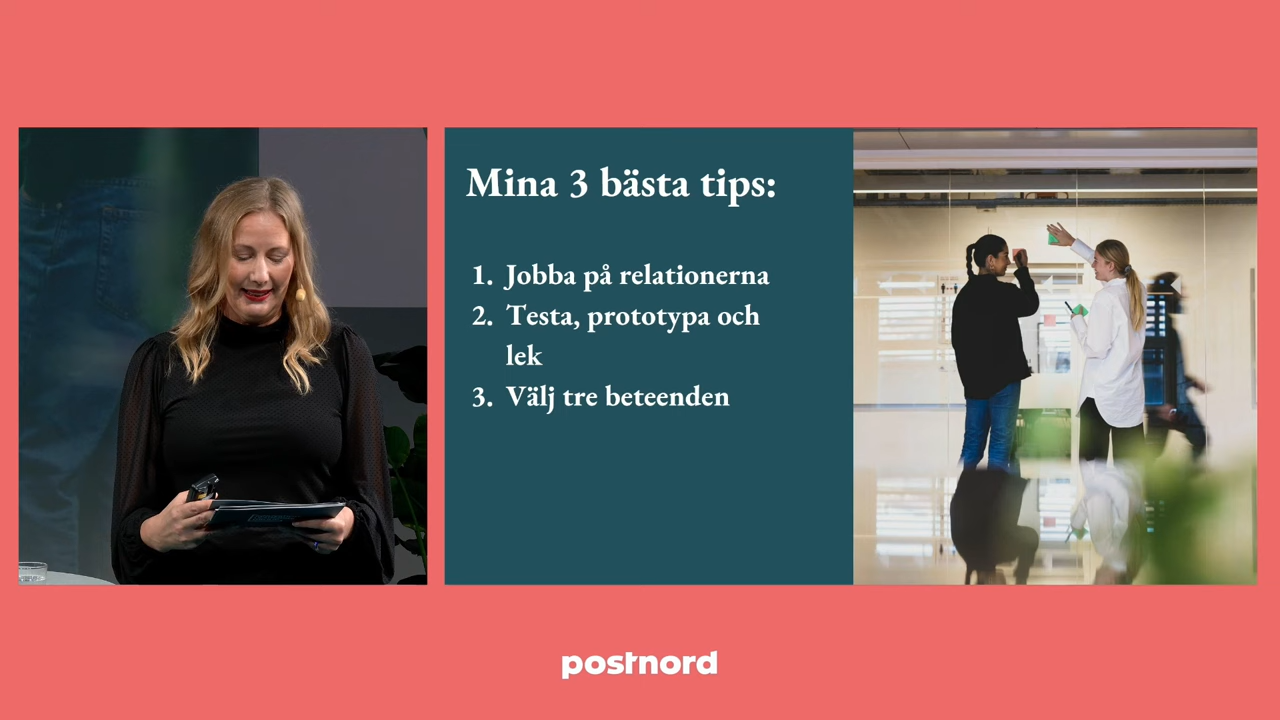 Mina 3 bästa tips:
1. Jobba på relationerna
2. Testa, prototypa och
lek
3. Välj tre beteenden
postnord